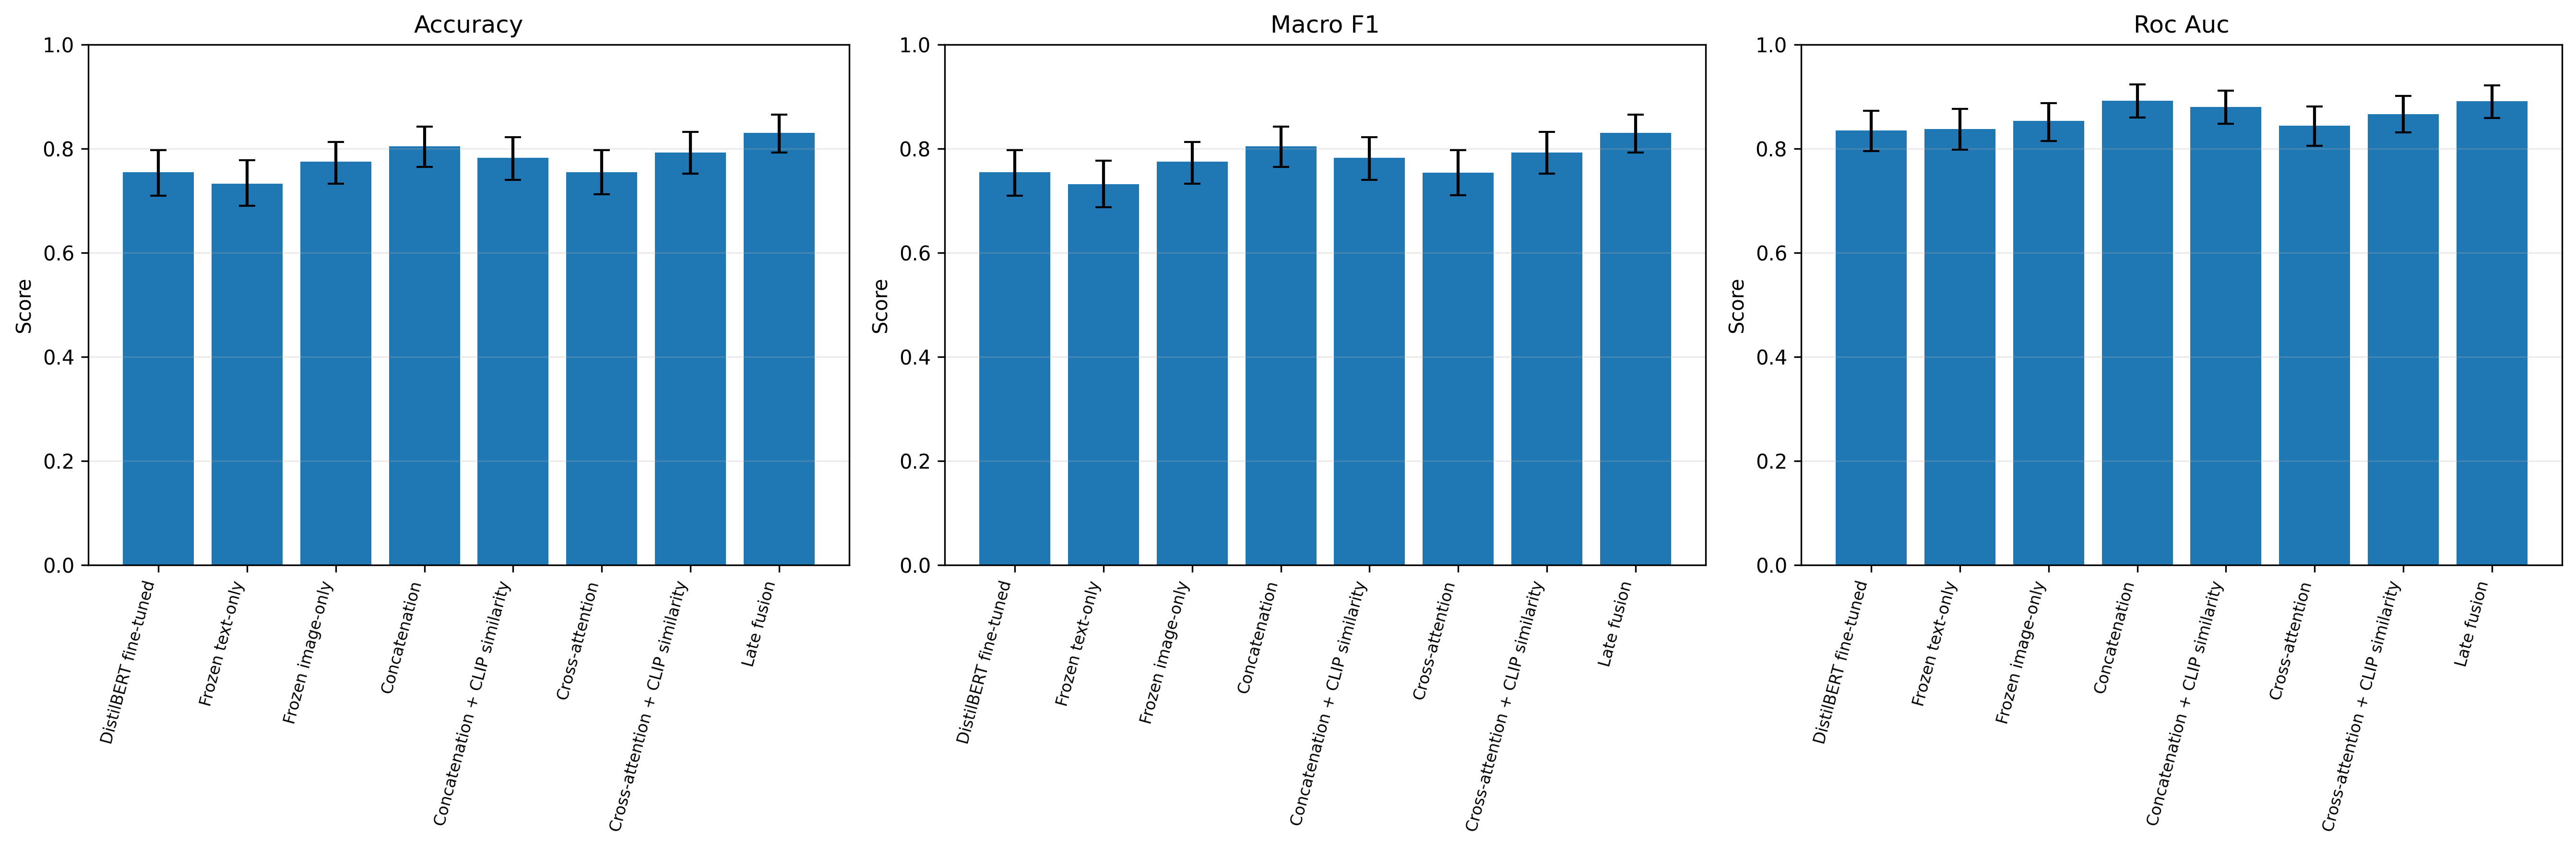 Accuracy
Score
1.0
0.8
0.6
0.4
0.2
0.0
DistilBERT fine-tuned
Frozen text-only
Frozen image-only
Concatenation
Concatenation + CLIP similarity
Cross-attention
Cross-attention + CLIP similarity
Late fusion
Macro F1
Score
1.0
0.8
0.6
0.4
0.2
0.0
DistilBERT fine-tuned
Frozen text-only
Frozen image-only
Concatenation
Concatenation + CLIP similarity
Cross-attention
Cross-attention + CLIP similarity
Late fusion
Roc Auc
Score
1.0
0.8
0.6
0.4
0.2
0.0
DistilBERT fine-tuned
Frozen text-only
Frozen image-only
Concatenation
Concatenation + CLIP similarity
Cross-attention
Cross-attention + CLIP similarity
Late fusion